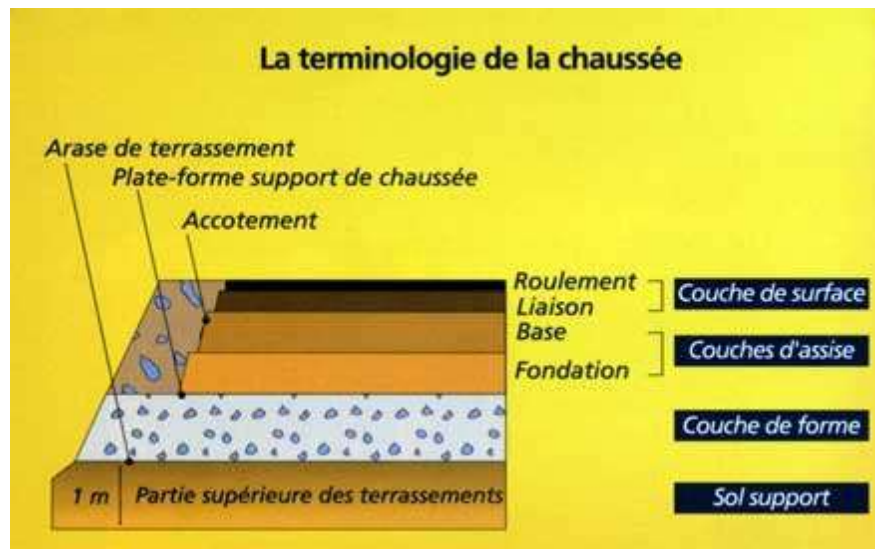 La terminologie de la chaussée
Arase de terrassement
Plate-forme support de chaussée
Accotement
Roulement
Liaison
Couche de surface
Base
Couches d'assise
Fondation
Couche de forme
1 m
Partie supérieure des terrassements
Sol support